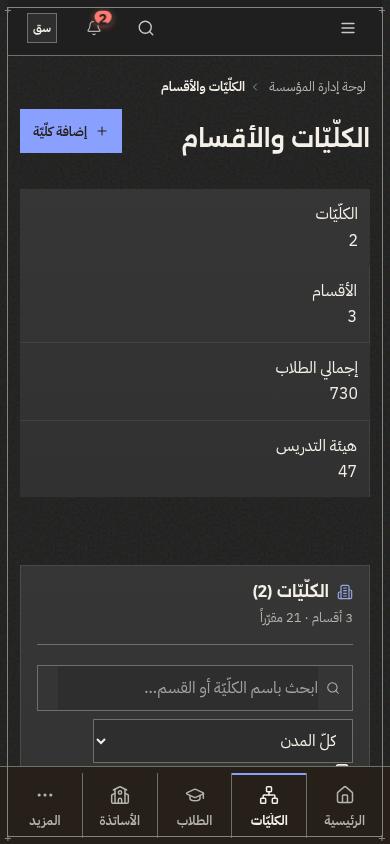 2
سق
لوحة إدارة المؤسسة
الكلّيّات والأقسام
الكلّيّات والأقسام
إضافة كلّيّة
الكلّيّات
2
الأقسام
3
إجمالي الطلاب
730
هيئة التدريس
47
الكلّيّات (2)
3 أقسام · 21 مقرّراً
ابحث باسم الكلّيّة أو القسم...
كلّ المدن
الرئيسية
الكليّات
الطلاب
الأساتذة
المزيد